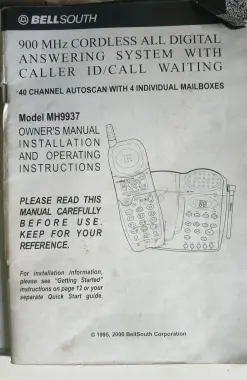 BELLSOUTH
900 MHz CORDLESS ALL DIGITAL
ANSWERING SYSTEM WITH
CALLER ID/CALL WAITING
40 CHANNEL AUTOSCAN WITH 4 INDIVIDUAL MAILBOXES
Model MH9937
OWNER'S MANUAL
INSTALLATION
AND OPERATING
INSTRUCTIONS
PLEASE READ THIS
MANUAL CAREFULLY
BEFORE USE.
KEEP FOR YOUR
REFERENCE.
For installation information,
please see "Getting Started"
instructions on page 12 or your
separate Quick Start guide.
© 1995, 2000 BellSouth Corporation